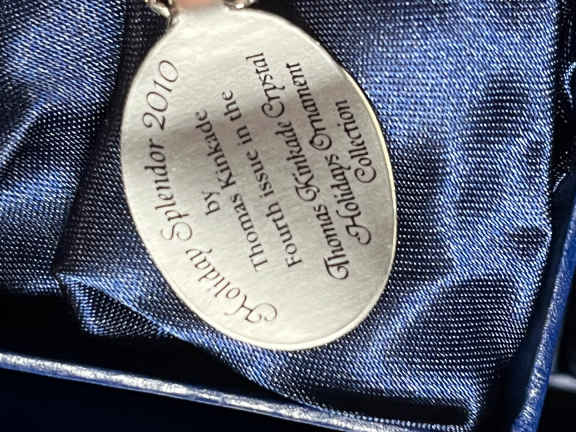 Holiday Splendor 2010
by
Thomas Kinkade
Fourth issue in the
Thomas Kinkade Crystal
Holidays Ornament
Collection